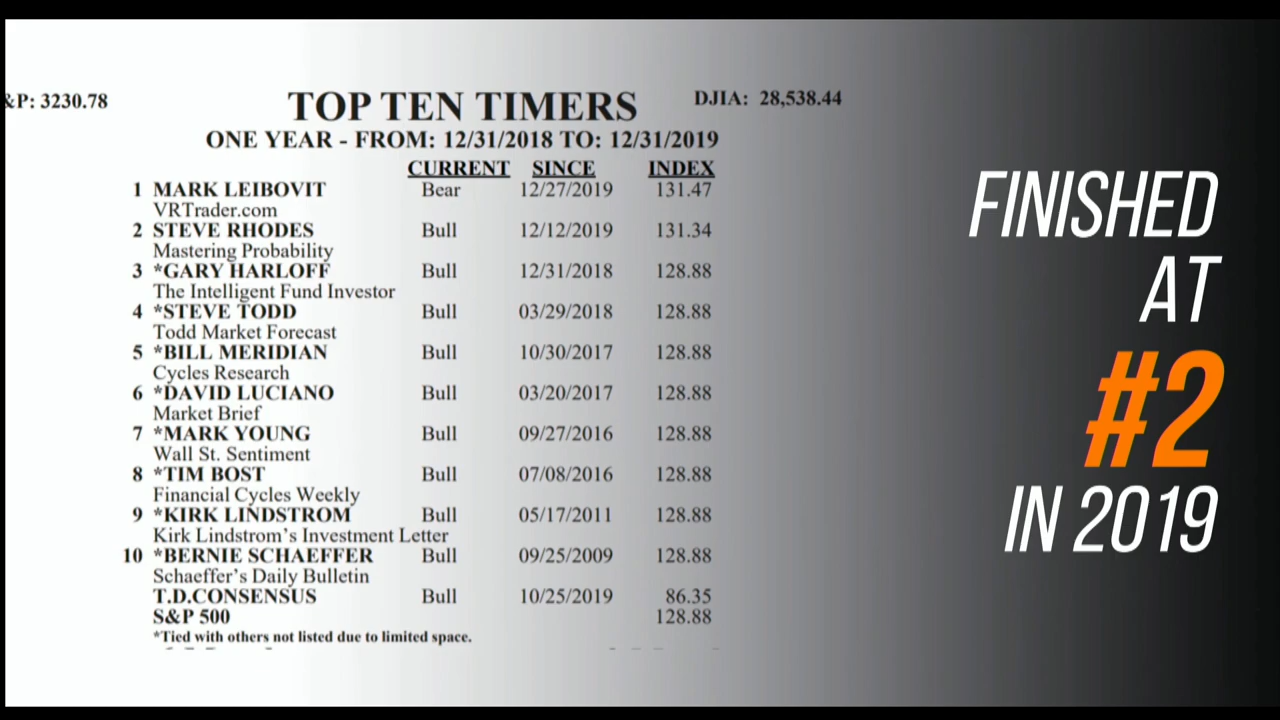 &P: 3230.78
TOP TEN TIMERS
DJIA: 28,538.44
ONE YEAR - FROM: 12/31/2018 TO: 12/31/2019
CURRENT SINCE INDEX
1 MARK LEIBOVIT Bear 12/27/2019 131.47
VRTrader.com
2 STEVE RHODES Bull 12/12/2019 131.34
Mastering Probability
3 *GARY HARLOFF Bull 12/31/2018 128.88
The Intelligent Fund Investor
4 *STEVE TODD Bull 03/29/2018 128.88
Todd Market Forecast
5 *BILL MERIDIAN Bull 10/30/2017 128.88
Cycles Research
6 *DAVID LUCIANO Bull 03/20/2017 128.88
Market Brief
7 *MARK YOUNG Bull 09/27/2016 128.88
Wall St. Sentiment
8 *TIM BOST Bull 07/08/2016 128.88
Financial Cycles Weekly
9 *KIRK LINDSTROM Bull 05/17/2011 128.88
Kirk Lindstrom's Investment Letter
10 *BERNIE SCHAEFFER Bull 09/25/2009 128.88
Schaeffer's Daily Bulletin
T.D.CONSENSUS Bull 10/25/2019 86.35
S&P 500 128.88
*Tied with others not listed due to limited space.
FINISHED
AT
#2
IN 2019